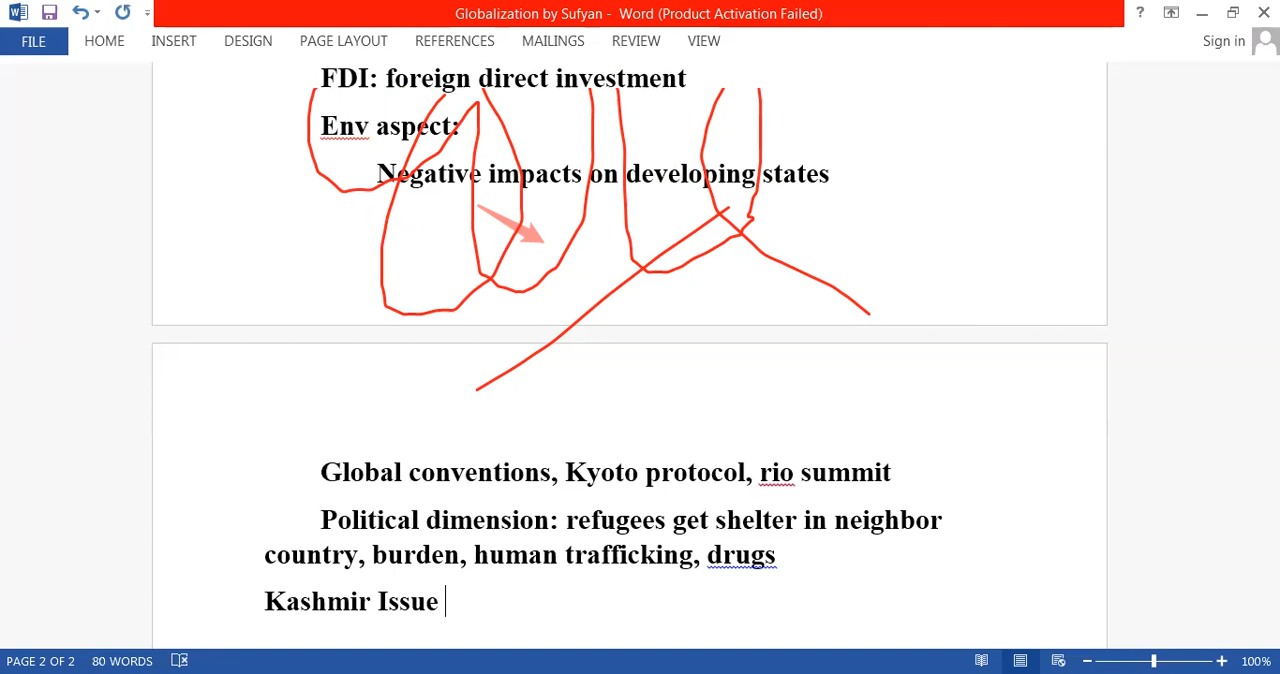 Globalization by Sufyan - Word (Product Activation Failed)
?
FILE HOME INSERT DESIGN PAGE LAYOUT REFERENCES MAILINGS REVIEW VIEW Sign in
FDI: foreign direct investment
Env aspect:
Negative impacts on developing states
Global conventions, Kyoto protocol, rio summit
Political dimension: refugees get shelter in neighbor
country, burden, human trafficking, drugs
Kashmir Issue
PAGE 2 OF 2 80 WORDS 100%